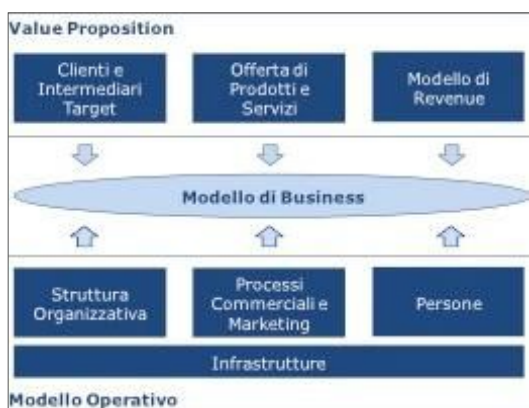 Value Proposition
Clienti e
Intermediari
Target
Offerta di
Prodotti e
Servizi
Modello di
Revenue
Modello di Business
Struttura
Organizzativa
Processi
Commerciali e
Marketing
Persone
Infrastrutture
Modello Operativo